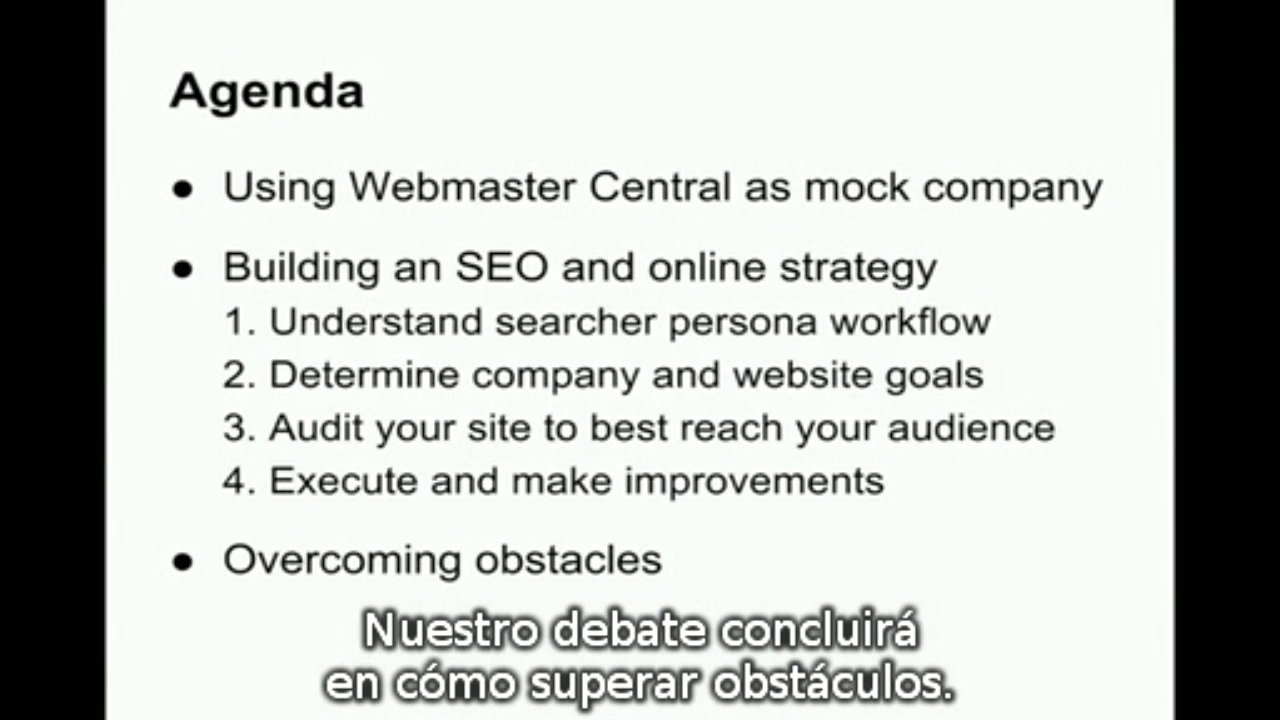 Agenda
● Using Webmaster Central as mock company
● Building an SEO and online strategy
1. Understand searcher persona workflow
2. Determine company and website goals
3. Audit your site to best reach your audience
4. Execute and make improvements
● Overcoming obstacles
Nuestro debate concluirá
en cómo superar obstáculos.